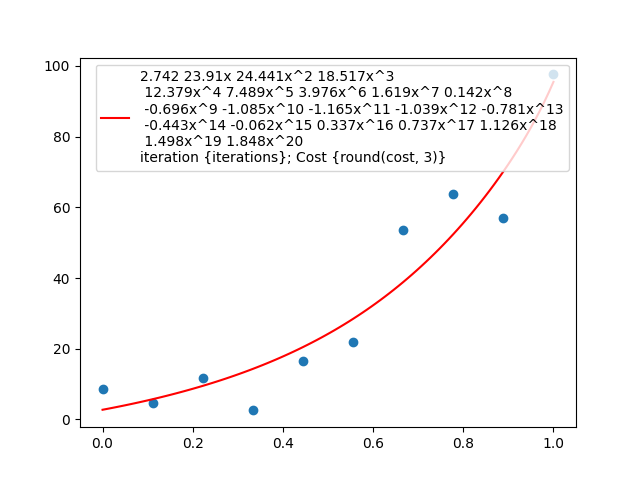 100
80
60
40
20
0
2.742 23.91x 24.441x^2 18.517x^3
12.379x^4 7.489x^5 3.976x^6 1.619x^7 0.142x^8
-0.696x^9 -1.085x^10 -1.165x^11 -1.039x^12 -0.781x^13
-0.443x^14 -0.062x^15 0.337x^16 0.737x^17 1.126x^18
1.498x^19 1.848x^20
iteration {iterations}; Cost {round(cost, 3)}
0.0 0.2 0.4 0.6 0.8 1.0